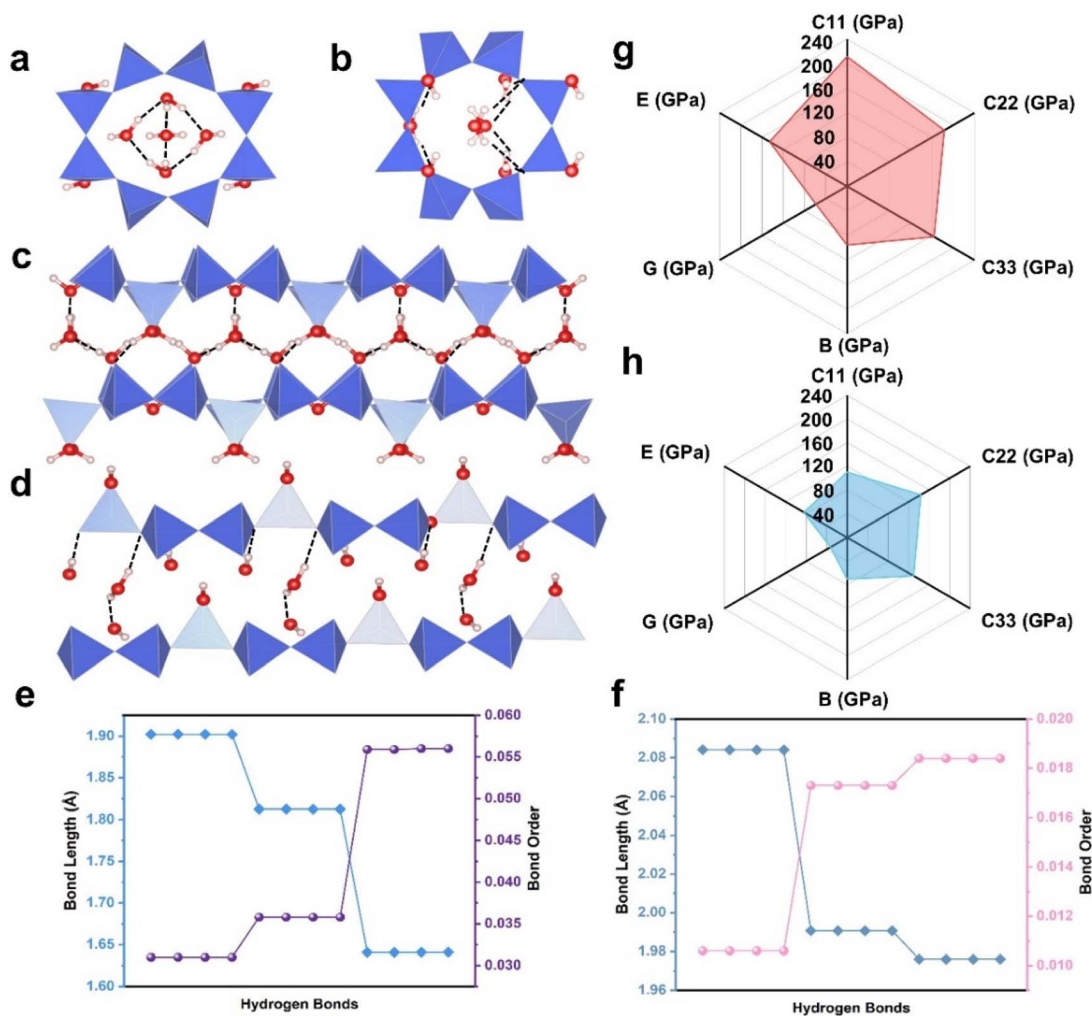 a
b
c
d
g
C11 (GPa)
240
200
160
120
80
40
E (GPa)
C22 (GPa)
G (GPa)
C33 (GPa)
B (GPa)
h
C11 (GPa)
240
200
160
120
80
40
E (GPa)
C22 (GPa)
G (GPa)
C33 (GPa)
B (GPa)
e
Bond Length (Å)
1.90
1.85
1.80
1.75
1.70
1.65
1.60
0.060
0.055
0.050
0.045
0.040
0.035
0.030
Bond Order
Hydrogen Bonds
f
Bond Length (Å)
2.10
2.08
2.06
2.04
2.02
2.00
1.98
1.96
0.020
0.018
0.016
0.014
0.012
0.010
Bond Order
Hydrogen Bonds